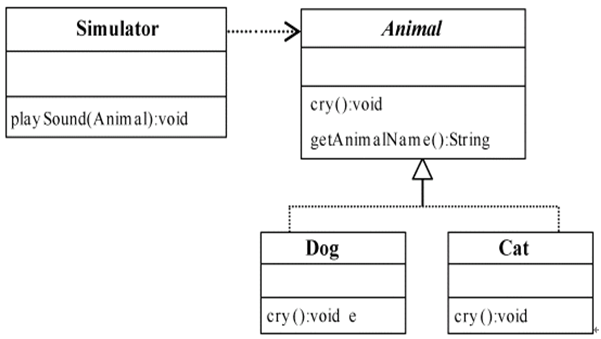 Simulator
playSound(Animal):void
Animal
cry():void
getAnimalName():String
Dog
cry():void e
Cat
cry():void